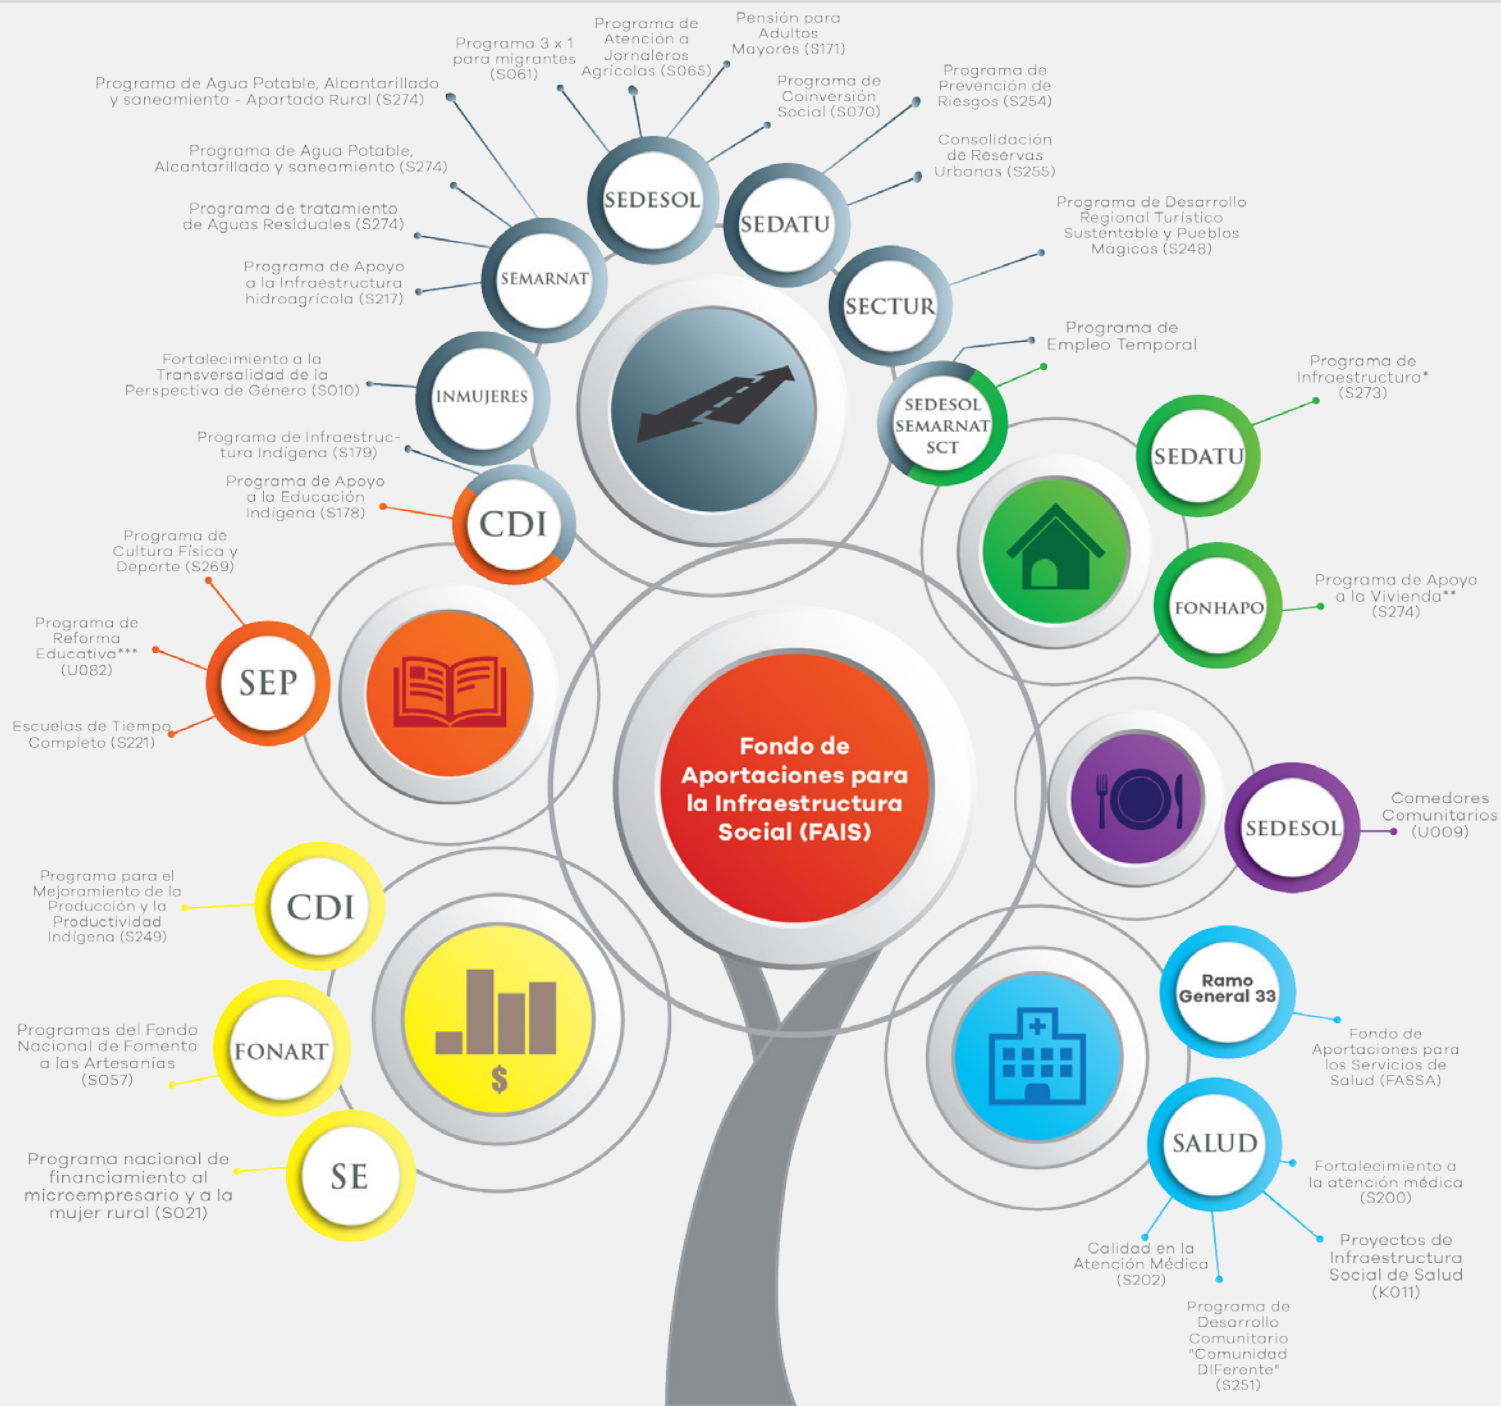 Programa 3 x 1
para migrantes
(S061)
Programa de
Atención a
Jornaléros
Agrícolas (S065)
Pensión para
Adultos
Mayores (S171)
Programa de
Coinversión
Social (S070)
Programa de
Prevención de
Riesgos (S254)
Consolidación
de Reservas
Urbanas (S255)
Programa de Desarrollo
Regional Turístico
Sustentable y Pueblos
Mágicos (S248)
Programa de
Empleo Temporal
Programa de Agua Potable, Alcantarillado
y saneamiento - Apartado Rural (S274)
Programa de Agua Potable,
Alcantarillado y saneamiento (S274)
Programa de tratamiento
de Aguas Residuales (S274)
Programa de Apoyo
a la Infraestructura
hidroagrícola (S217)
Fortalecimiento a la
Transversalidad de la
Perspectiva de Género (S010)
Programa de Infraestruc-
tura Indígena (S179)
Programa de Apoyo
a la Educación
Indígena (S178)
SEDESOL
SEDATU
SEMARNAT
SECTUR
INMUJERES
SEDESOL
SEMARNAT
SCT
CDI
Programa de
Infraestructura*
(S273)
SEDATU
FONHAPO
Programa de Apoyo
a la Vivienda**
(S274)
Programa de
Cultura Física y
Deporte (S269)
Programa de
Reforma
Educativa***
(U082)
Escuelas de Tiempo
Completo (S221)
SEP
Fondo de
Aportaciones para
la Infraestructura
Social (FAIS)
SEDESOL
Comedores
Comunitarios
(U009)
Programa para el
Mejoramiento de la
Producción y la
Productividad
Indígena (S249)
CDI
Programas del Fondo
Nacional de Fomento
a las Artesanías
(S057)
FONART
Programa nacional de
financiamiento al
microempresario y a la
mujer rural (S021)
SE
$
Ramo
General 33
Fondo de
Aportaciones para
los Servicios de
Salud (FASSA)
SALUD
Fortalecimiento a
la atención médica
(S200)
Proyectos de
Infraestructura
Social de Salud
(K011)
Calidad en la
Atención Médica
(S202)
Programa de
Desarrollo
Comunitario
"Comunidad
DIFerente"
(S251)